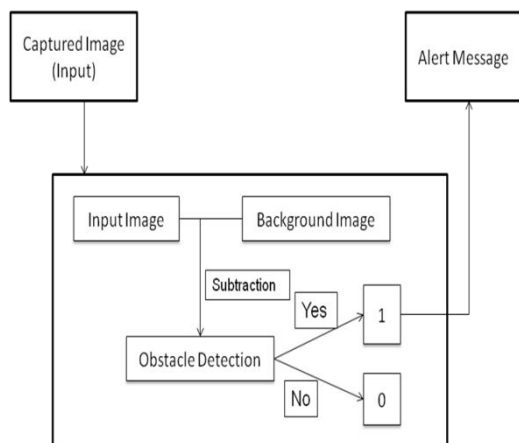 Captured Image
(Input)
Alert Message
Input Image
Background Image
Subtraction
Yes
1
Obstacle Detection
No
0